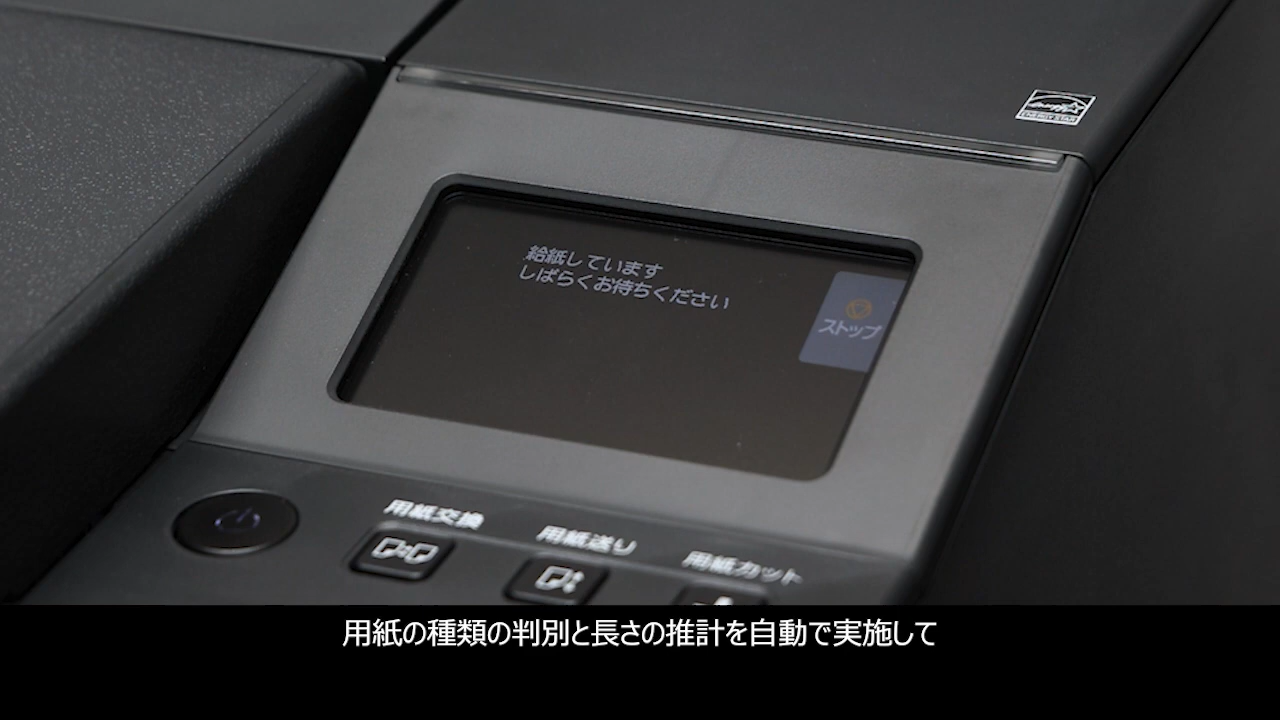 ENERGY STAR
給紙しています
しばらくお待ちください
ストップ
用紙交換
用紙送り
用紙カット
用紙の種類の判別と長さの推計を自動で実施して